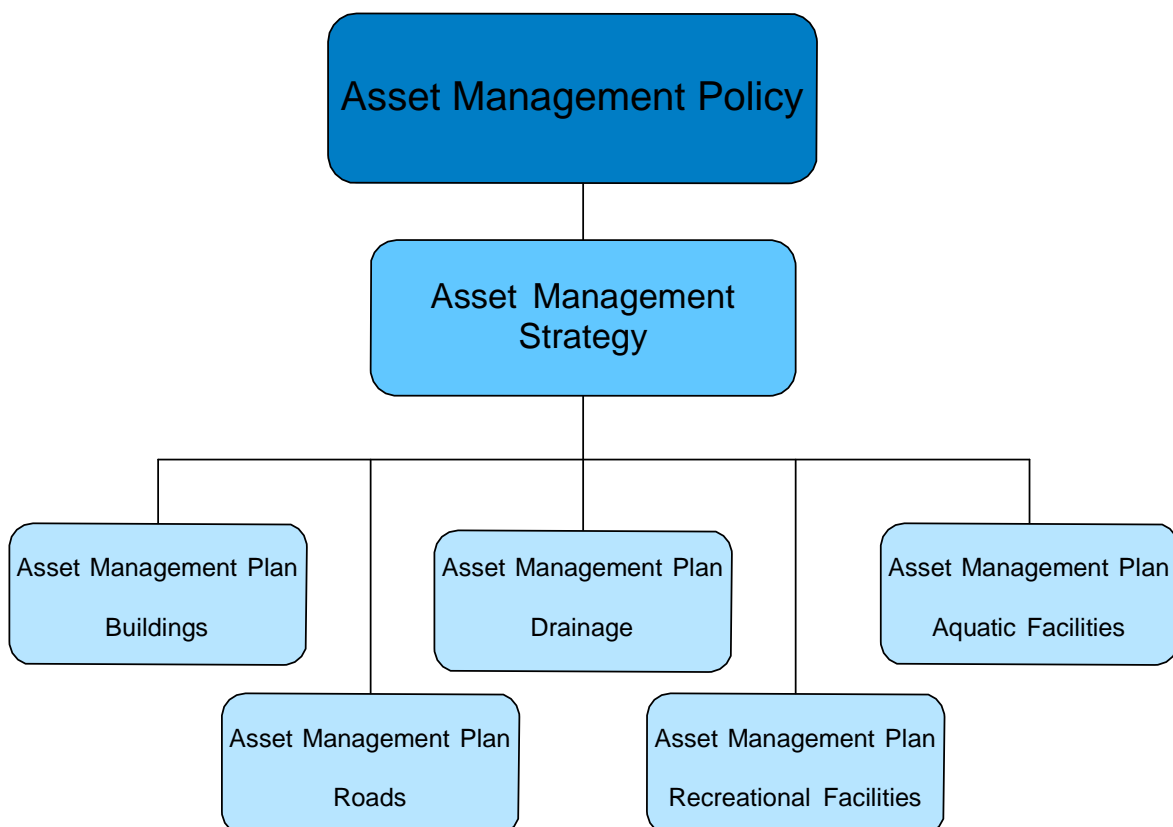 Asset Management Policy
Asset Management
Strategy
Asset Management Plan
Buildings
Asset Management Plan
Drainage
Asset Management Plan
Aquatic Facilities
Asset Management Plan
Roads
Asset Management Plan
Recreational Facilities